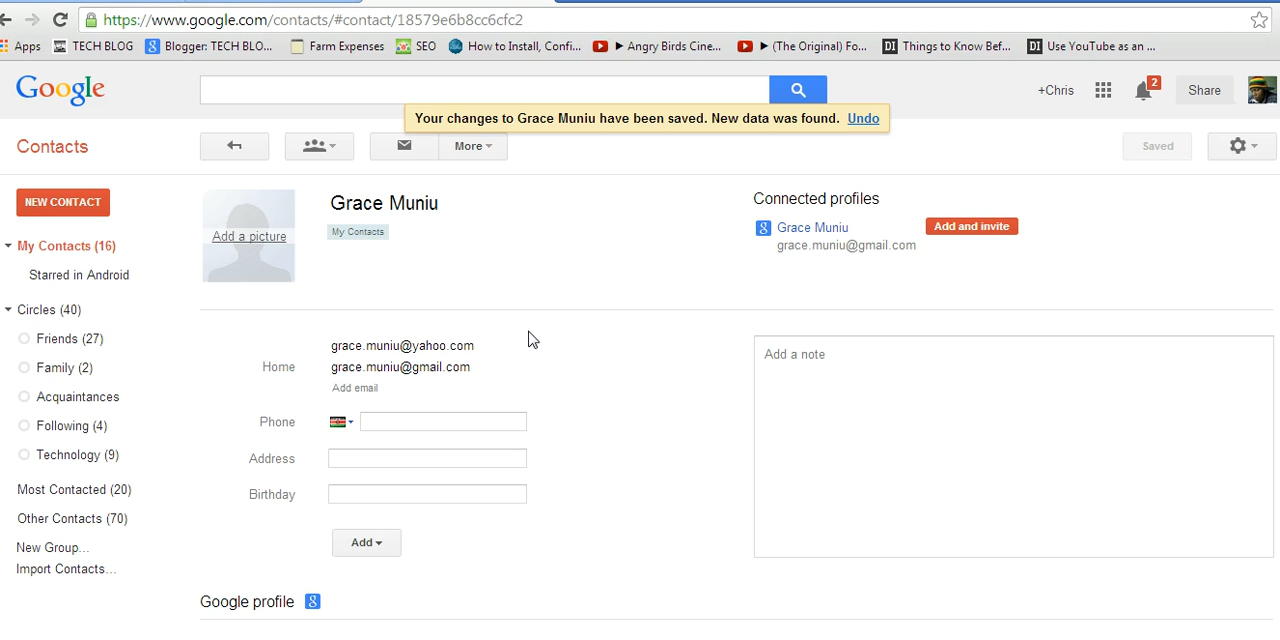 https://www.google.com/contacts/#contact/18579e6b8cc6cfc2
Apps TECH BLOG Blogger: TECH BLO... Farm Expenses SEO How to Install, Confi... ► Angry Birds Cine... ► (The Original) Fo... DI Things to Know Bef... DI Use YouTube as an ...
Google
+Chris 2 Share
Your changes to Grace Muniu have been saved. New data was found. Undo
Contacts More Saved
NEW CONTACT
My Contacts (16)
Starred in Android
Circles (40)
Friends (27)
Family (2)
Acquaintances
Following (4)
Technology (9)
Most Contacted (20)
Other Contacts (70)
New Group...
Import Contacts...
Add a picture
Grace Muniu
My Contacts
Connected profiles
8 Grace Muniu Add and invite
grace.muniu@gmail.com
grace.muniu@yahoo.com
Home grace.muniu@gmail.com
Add email
Phone
Address
Birthday
Add
Add a note
Google profile 8